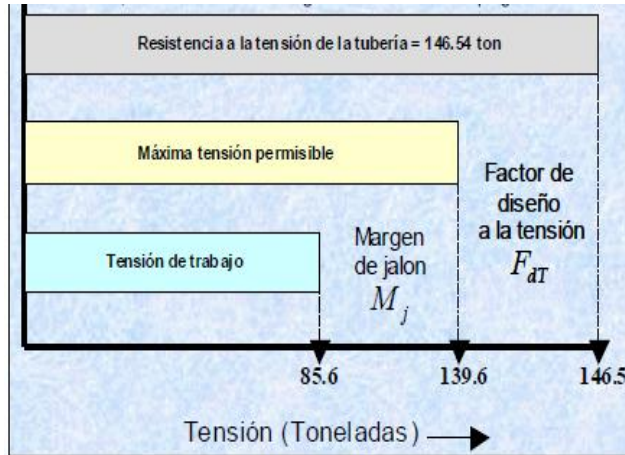 Resistencia a la tensión de la tubería = 146.54 ton
Máxima tensión permisible
Factor de
diseño
a la tensión
F_dT
Margen
de jalon
M_j
Tensión de trabajo
85.6 139.6 146.5
Tensión (Toneladas)